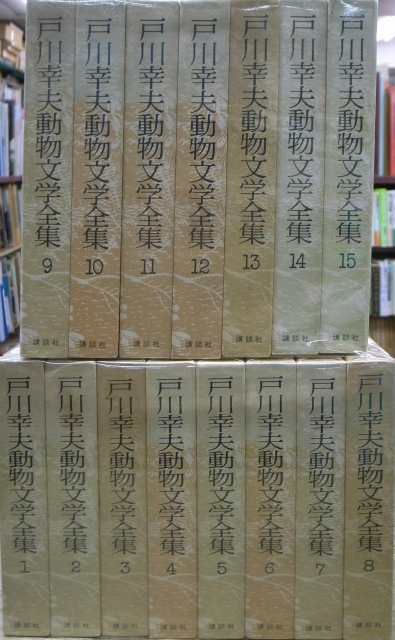 戸川幸夫動物文学全集 9 講談社
戸川幸夫動物文学全集 10 講談社
戸川幸夫動物文学全集 11 講談社
戸川幸夫動物文学全集 12 講談社
戸川幸夫動物文学全集 13 講談社
戸川幸夫動物文学全集 14 講談社
戸川幸夫動物文学全集 15 講談社
戸川幸夫動物文学全集 1 講談社
戸川幸夫動物文学全集 2 講談社
戸川幸夫動物文学全集 3 講談社
戸川幸夫動物文学全集 4 講談社
戸川幸夫動物文学全集 5 講談社
戸川幸夫動物文学全集 6 講談社
戸川幸夫動物文学全集 7 講談社
戸川幸夫動物文学全集 8 講談社